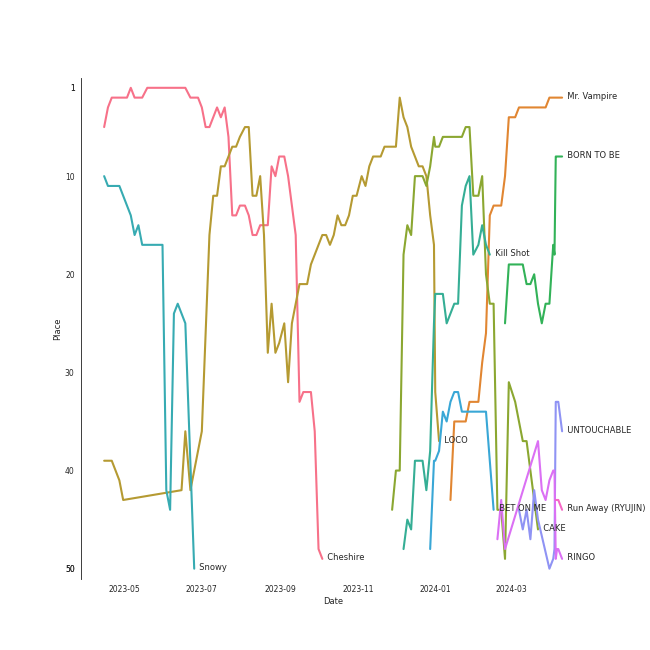 1
Mr. Vampire
BORN TO BE
10
Kill Shot
20
Place
30
UNTOUCHABLE
LOCO
40
BET ON ME
Run Away (RYUJIN)
CAKE
Cheshire
RINGO
50
Snowy
2023-05
2023-07
2023-09
2023-11
2024-01
2024-03
Date